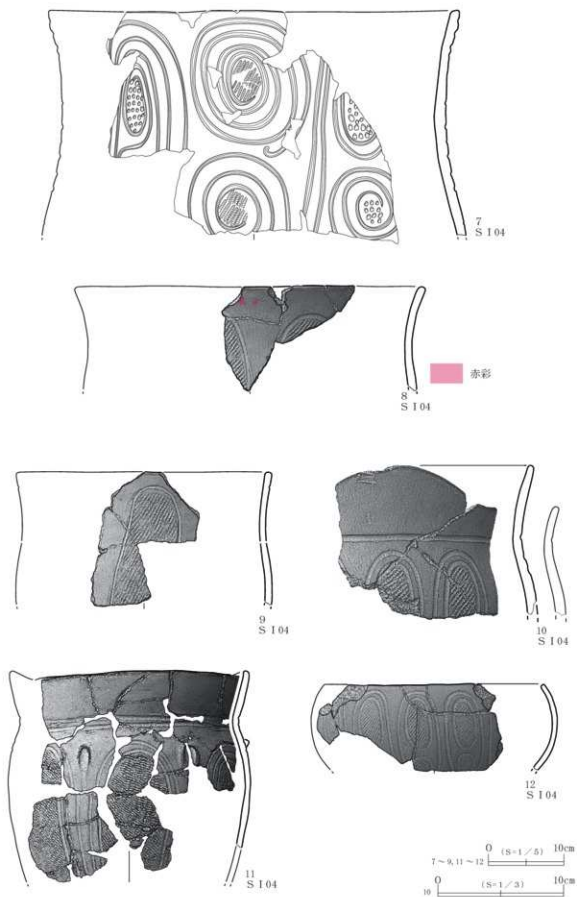 7
S I 04
赤彩
8
S I 04
9
S I 04
10
S I 04
11
S I 04
12
S I 04
0 (S=1/5) 10cm
7～9, 11～12
0 (S=1/3) 10cm
10